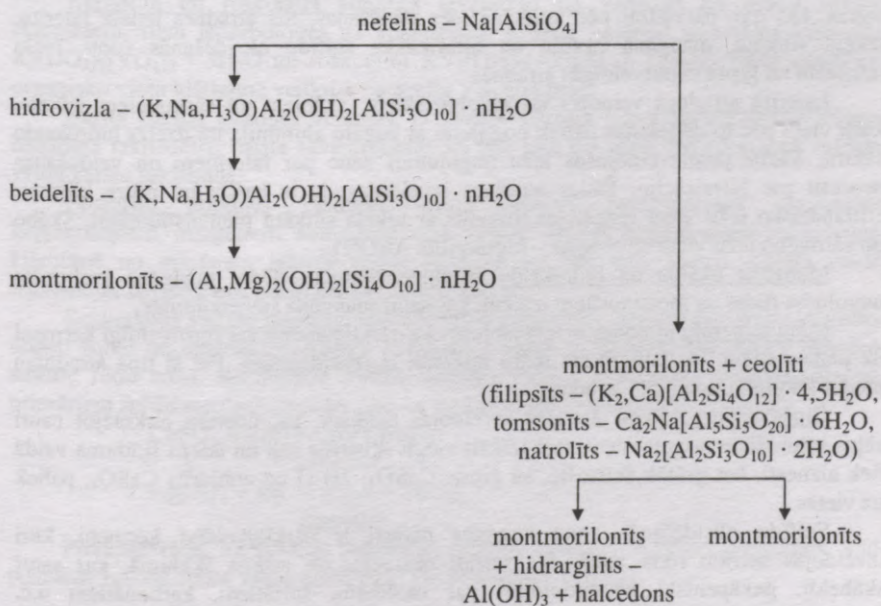 nefelīns – Na[AlSiO₄]
hidrovizla – (K,Na,H₃O)Al₂(OH)₂[AlSi₃O₁₀] · nH₂O
beidelīts – (K,Na,H₃O)Al₂(OH)₂[AlSi₃O₁₀] · nH₂O
montmorilonīts – (Al,Mg)₂(OH)₂[Si₄O₁₀] · nH₂O
montmorilonīts + ceolīti
(filipsīts – (K₂,Ca)[Al₂Si₄O₁₂] · 4,5H₂O,
tomsonīts – Ca₂Na[Al₅Si₅O₂₀] · 6H₂O,
natrolīts – Na₂[Al₂Si₃O₁₀] · 2H₂O)
montmorilonīts
+ hidrargilīts –
Al(OH)₃ + halcedons
montmorilonīts